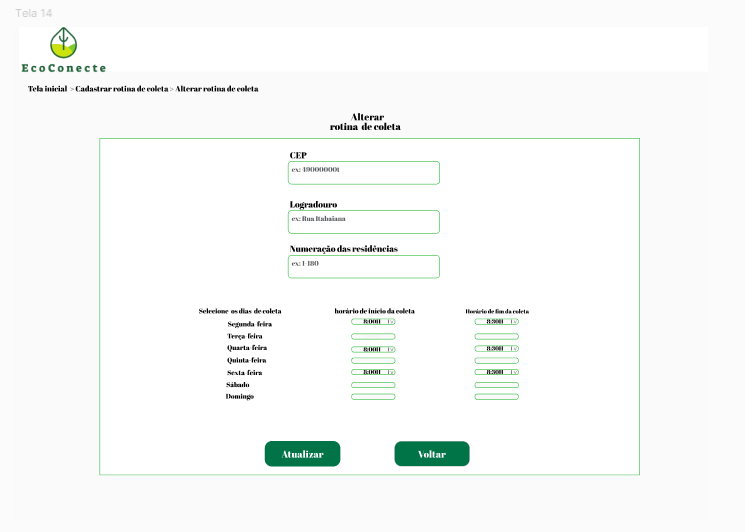 Tela 14
EcoConecte
Tela inicial > Cadastrar rotina de coleta > Alterar rotina de coleta
Alterar
rotina de coleta
CEP
ex: 490000001
Logradouro
ex: Rua Itabaiana
Numeração das residências
ex: 1-180
Selecione os dias de coleta horário de início da coleta Horário de fim da coleta
Segunda-feira 8:00H 8:30H
Terça-feira
Quarta-feira 8:00H 8:30H
Quinta-feira
Sexta-feira 8:00H 8:30H
Sábado
Domingo
Atualizar Voltar